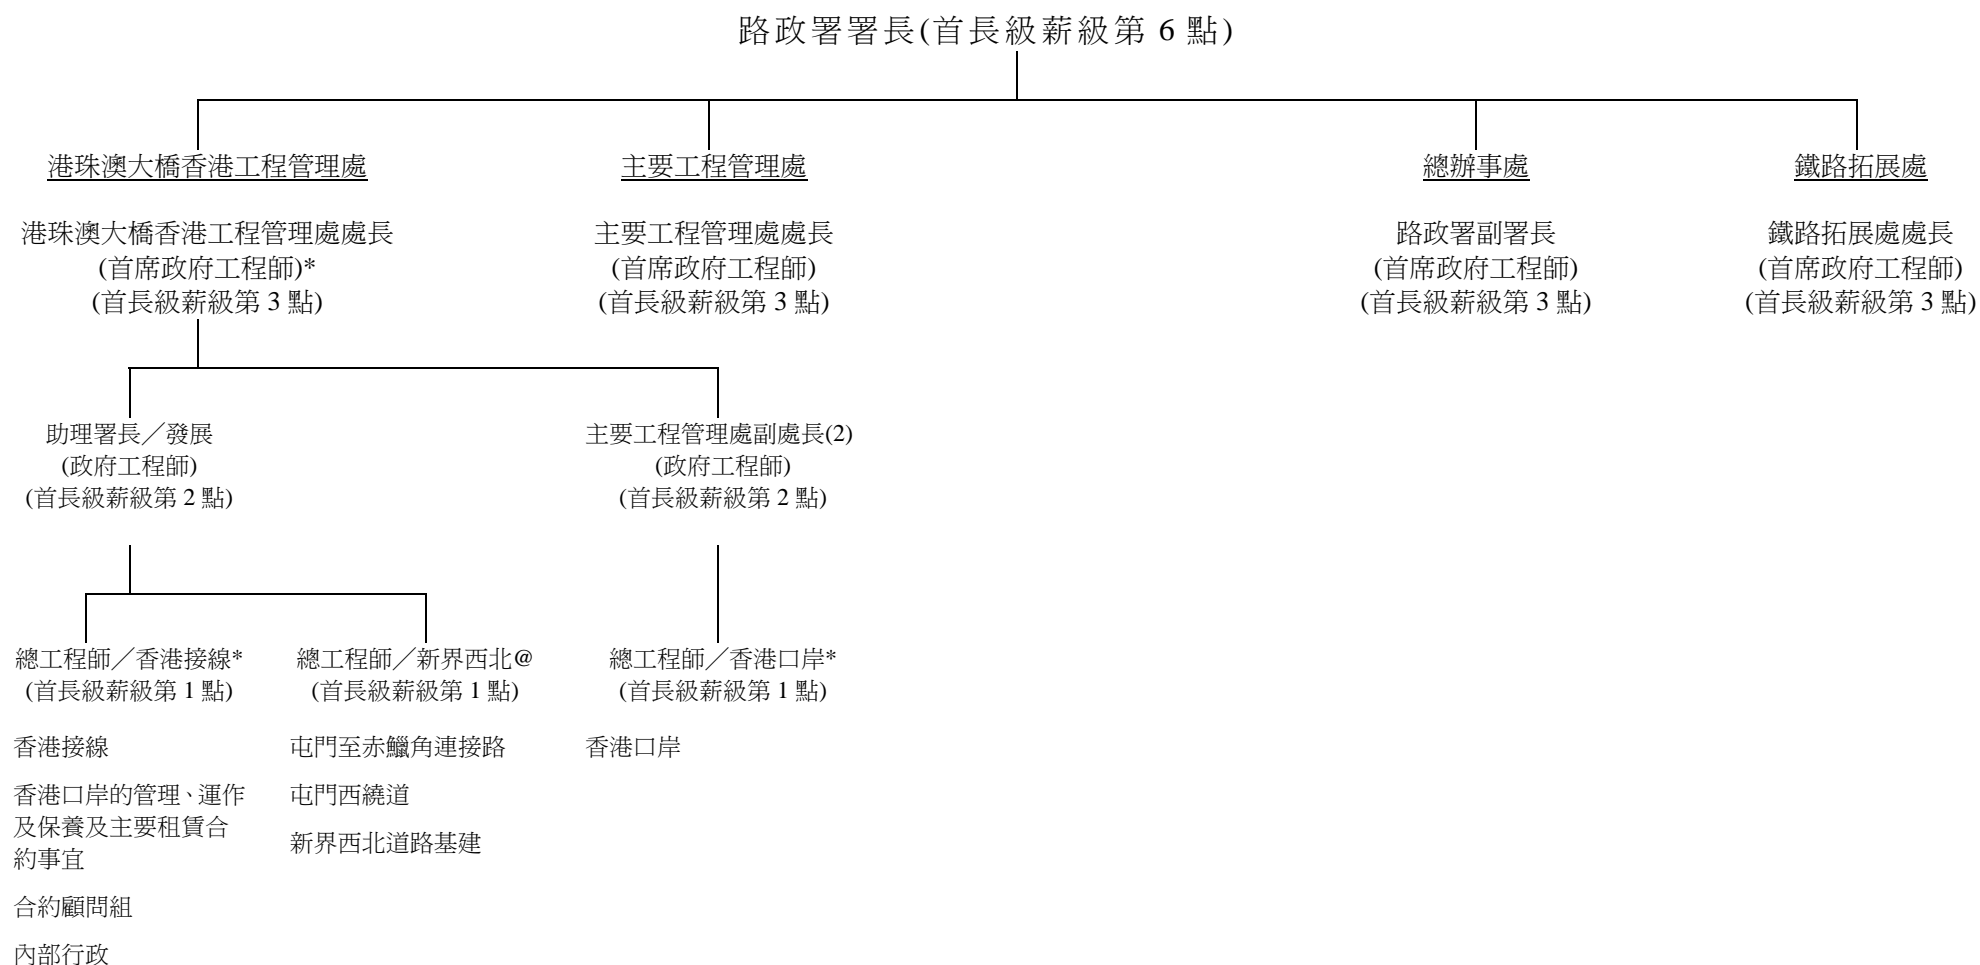 路政署署長(首長級薪級第 6 點)
港珠澳大橋香港工程管理處
主要工程管理處
總辦事處
鐵路拓展處
港珠澳大橋香港工程管理處處長
(首席政府工程師)*
(首長級薪級第 3 點)
主要工程管理處處長
(首席政府工程師)
(首長級薪級第 3 點)
路政署副署長
(首席政府工程師)
(首長級薪級第 3 點)
鐵路拓展處處長
(首席政府工程師)
(首長級薪級第 3 點)
助理署長／發展
(政府工程師)
(首長級薪級第 2 點)
主要工程管理處副處長(2)
(政府工程師)
(首長級薪級第 2 點)
總工程師／香港接線*
(首長級薪級第 1 點)
香港接線
香港口岸的管理、運作
及保養及主要租賃合
約事宜
合約顧問組
內部行政
總工程師／新界西北@
(首長級薪級第 1 點)
屯門至赤鱲角連接路
屯門西繞道
新界西北道路基建
總工程師／香港口岸*
(首長級薪級第 1 點)
香港口岸